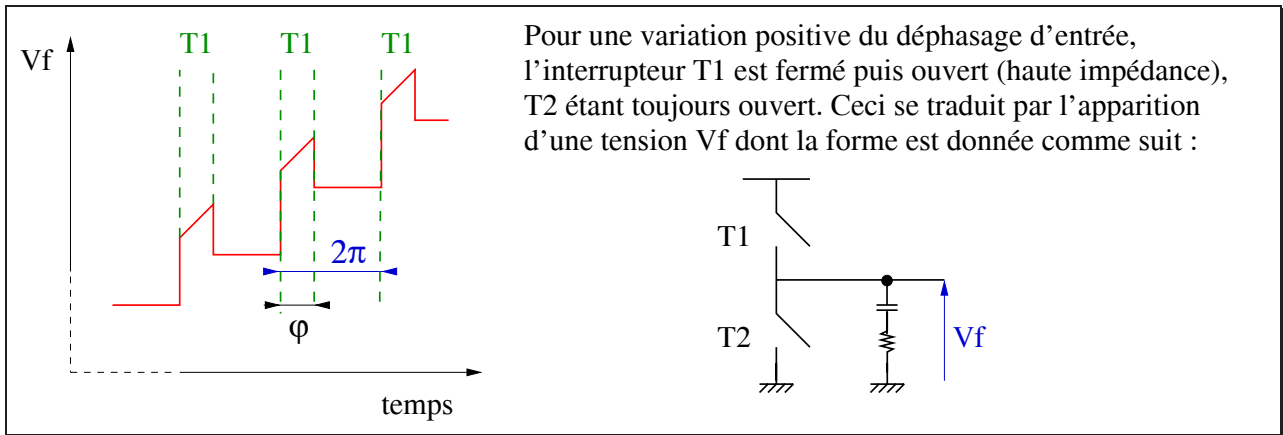 Vf
T1 T1 T1
2π
φ
temps
Pour une variation positive du déphasage d'entrée,
l'interrupteur T1 est fermé puis ouvert (haute impédance),
T2 étant toujours ouvert. Ceci se traduit par l'apparition
d'une tension Vf dont la forme est donnée comme suit :
T1
T2
Vf